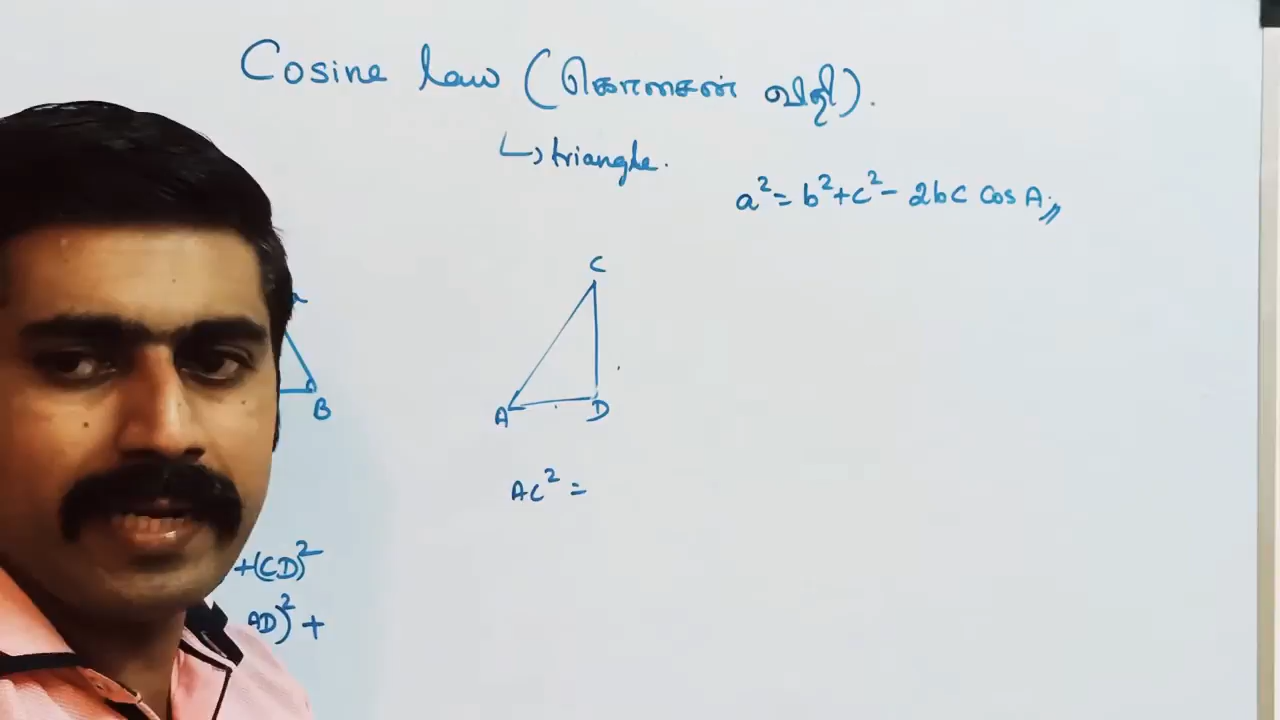 Cosine law (கொசைன் விதி).
↳ triangle.
a² = b² + c² - 2bc cos A
C
A D
B
AC² =
+(CD)²
AD)² +